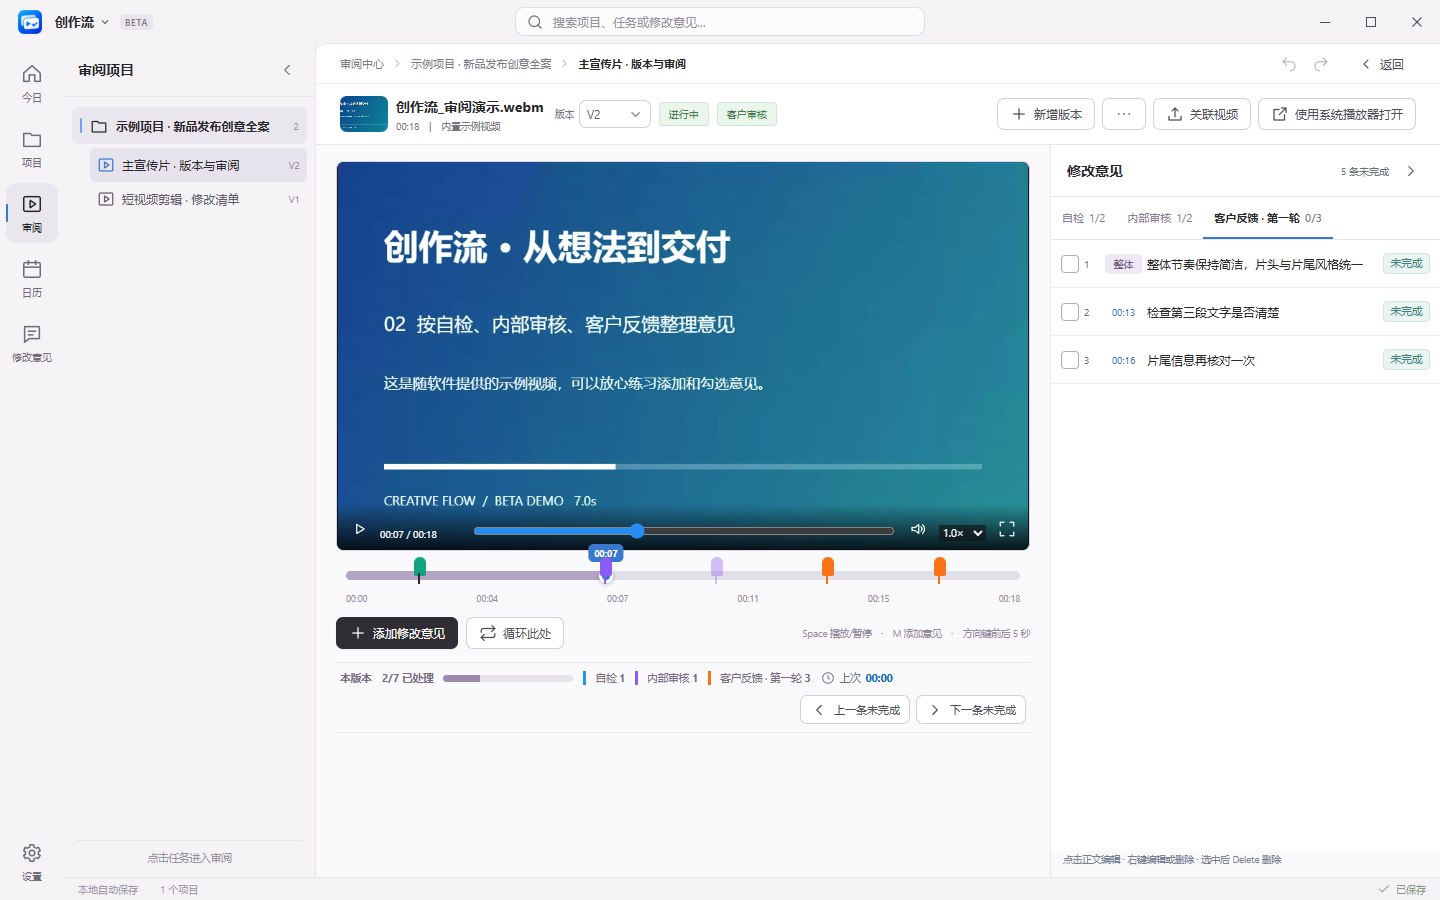 创作流 BETA
搜索项目、任务或修改意见...
今日
项目
审阅
日历
修改意见
设置
审阅项目
示例项目 · 新品发布创意全案 2
主宣传片 · 版本与审阅 V2
短视频剪辑 · 修改清单 V1
点击任务进入审阅
审阅中心 示例项目 · 新品发布创意全案 主宣传片 · 版本与审阅
返回
创作流_审阅演示.webm
00:18 | 内置示例视频
版本 V2 进行中 客户审核
新增版本 ··· 关联视频 使用系统播放器打开
创作流 · 从想法到交付
02 按自检、内部审核、客户反馈整理意见
这是随软件提供的示例视频，可以放心练习添加和勾选意见。
CREATIVE FLOW / BETA DEMO 7.0s
00:07 / 00:18 1.0×
00:07
00:00 00:04 00:07 00:11 00:15 00:18
添加修改意见 循环此处 Space 播放/暂停 · M 添加意见 · 方向键前后 5 秒
本版本 2/7 已处理 自检 1 内部审核 1 客户反馈 · 第一轮 3 上次 00:00
上一条未完成 下一条未完成
修改意见 5 条未完成
自检 1/2 内部审核 1/2 客户反馈 · 第一轮 0/3
1 整体 整体节奏保持简洁，片头与片尾风格统一 未完成
2 00:13 检查第三段文字是否清楚 未完成
3 00:16 片尾信息再核对一次 未完成
点击正文编辑 · 右键编辑或删除 · 选中后 Delete 删除
本地自动保存 1 个项目
已保存